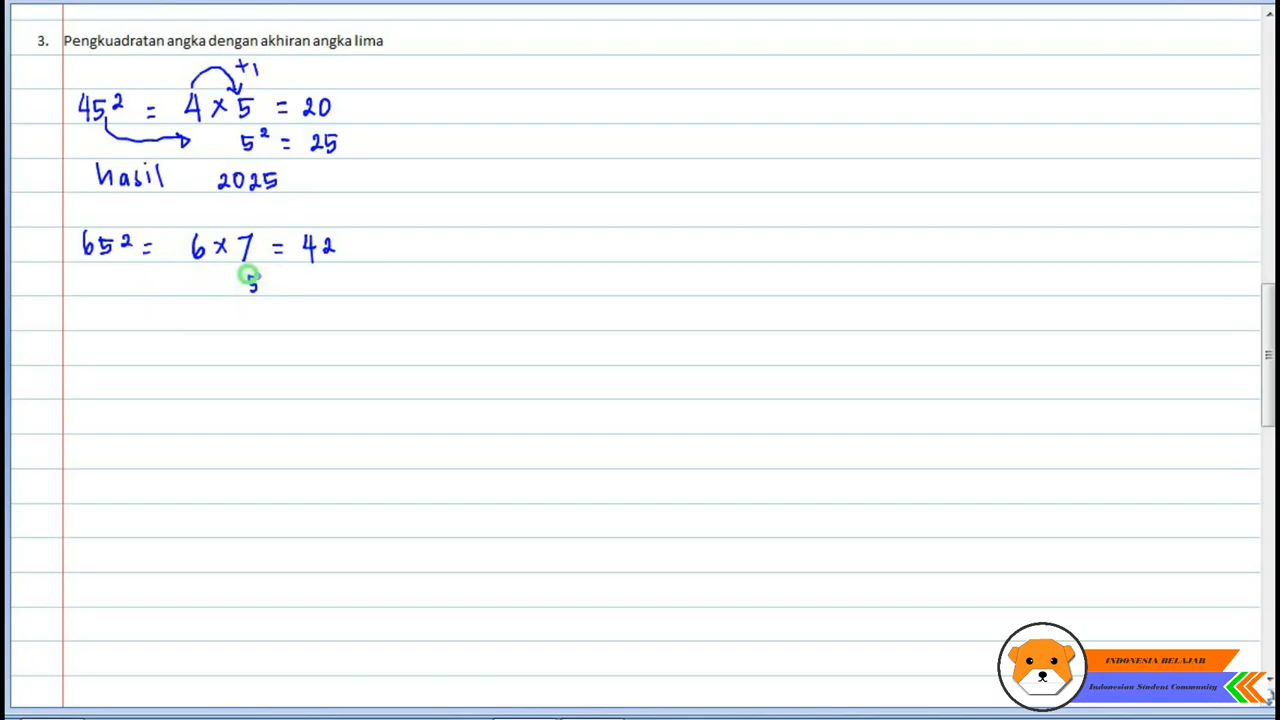 3. Pengkuadratan angka dengan akhiran angka lima
+1
45² = 4 × 5 = 20
5² = 25
hasil 2025
65² = 6 × 7 = 42
5
INDONESIA BELAJAR
Indonesian Student Community